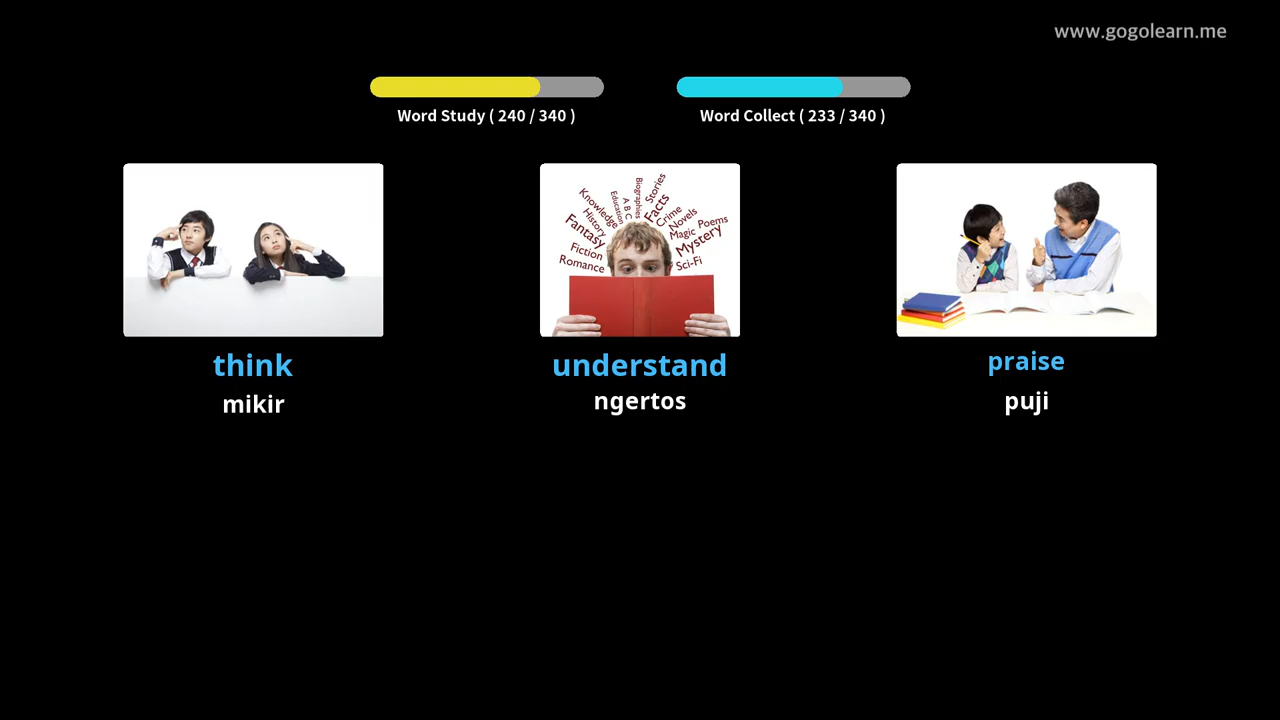 www.gogolearn.me
Word Study ( 240 / 340 )
Word Collect ( 233 / 340 )
Knowledge
History
Fantasy
Fiction
Romance
Education
A B C
Biographies
Stories
Facts
Crime
Novels
Magic
Poems
Mystery
Sci-Fi
think
understand
praise
mikir
ngertos
puji